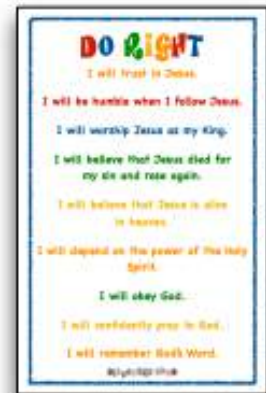 DO RIGHT
I will trust in Jesus.
I will be humble when I follow Jesus.
I will worship Jesus as my King.
I will believe that Jesus died for
my sin and rose again.
I will believe that Jesus is alive
in heaven.
I will depend on the power of the Holy
Spirit.
I will obey God.
I will confidently pray to God.
I will remember God's Word.